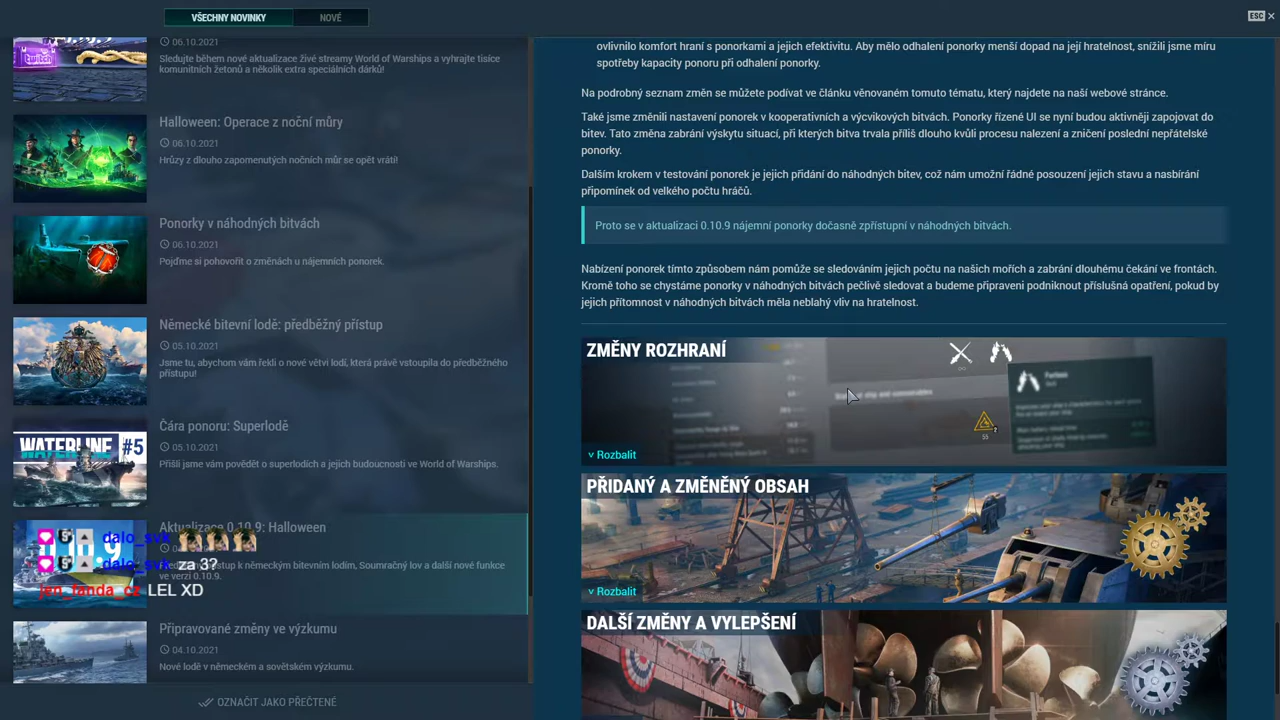 VŠECHNY NOVINKY
NOVÉ
ESC
06.10.2021
Sledujte během nové aktualizace živé streamy World of Warships a vyhrajte tisíce
komunitních žetonů a několik extra speciálních dárků!
twitch
Halloween: Operace z noční můry
06.10.2021
Hrůzy z dlouho zapomenutých nočních můr se opět vrátí!
Ponorky v náhodných bitvách
06.10.2021
Pojďme si pohovořit o změnách u nájemních ponorek.
Německé bitevní lodě: předběžný přístup
05.10.2021
Jsme tu, abychom vám řekli o nové větvi lodí, která právě vstoupila do předběžného
přístupu!
Čára ponoru: Superlodě
05.10.2021
Přišli jsme vám povědět o superlodích a jejich budoucnosti ve World of Warships.
WATERLINE #5
Aktualizace 0.10.9: Halloween
k německým bitevním lodím, Soumračný lov a další nové funkce
ve verzi 0.10.9.
dalo_svk
dalo_svk za 3?
jen_fanda_cz LEL XD
Připravované změny ve výzkumu
04.10.2021
Nové lodě v německém a sovětském výzkumu.
OZNAČIT JAKO PŘEČTENÉ
ovlivnilo komfort hraní s ponorkami a jejich efektivitu. Aby mělo odhalení ponorky menší dopad na její hratelnost, snížili jsme míru
spotřeby kapacity ponoru při odhalení ponorky.
Na podrobný seznam změn se můžete podívat ve článku věnovaném tomuto tématu, který najdete na naší webové stránce.
Také jsme změnili nastavení ponorek v kooperativních a výcvikových bitvách. Ponorky řízené UI se nyní budou aktivněji zapojovat do
bitev. Tato změna zabrání výskytu situací, při kterých bitva trvala příliš dlouho kvůli procesu nalezení a zničení poslední nepřátelské
ponorky.
Dalším krokem v testování ponorek je jejich přidání do náhodných bitev, což nám umožní řádné posouzení jejich stavu a nasbírání
připomínek od velkého počtu hráčů.
Proto se v aktualizaci 0.10.9 nájemní ponorky dočasně zpřístupní v náhodných bitvách.
Nabízení ponorek tímto způsobem nám pomůže se sledováním jejich počtu na našich mořích a zabrání dlouhému čekání ve frontách.
Kromě toho se chystáme ponorky v náhodných bitvách pečlivě sledovat a budeme připraveni podniknout příslušná opatření, pokud by
jejich přítomnost v náhodných bitvách měla neblahý vliv na hratelnost.
ZMĚNY ROZHRANÍ
Rozbalit
PŘIDANÝ A ZMĚNĚNÝ OBSAH
Rozbalit
DALŠÍ ZMĚNY A VYLEPŠENÍ